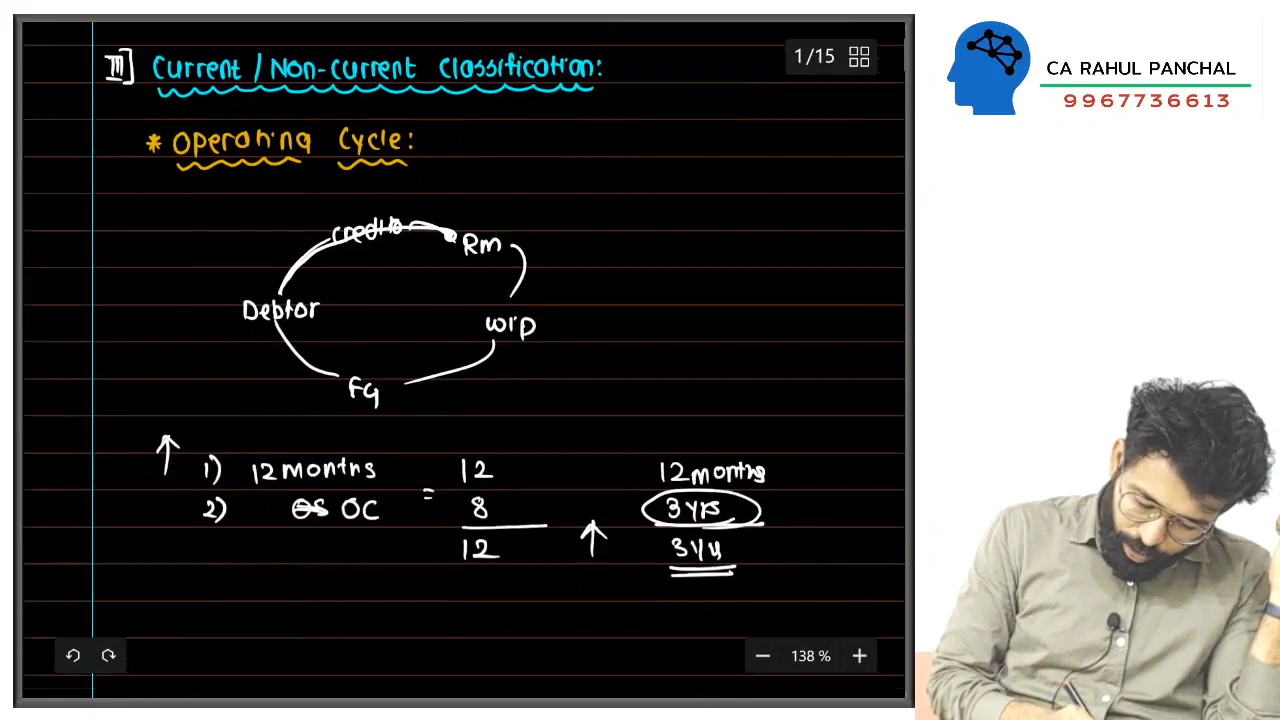 III] Current / Non-current Classification:
1/15
CA RAHUL PANCHAL
9967736613
* Operating Cycle:
credito
Rm
Debtor
WIP
FG
1) 12 months = 12 12 months
2) OS OC 8 3 yrs
12 3 yrs
138 %